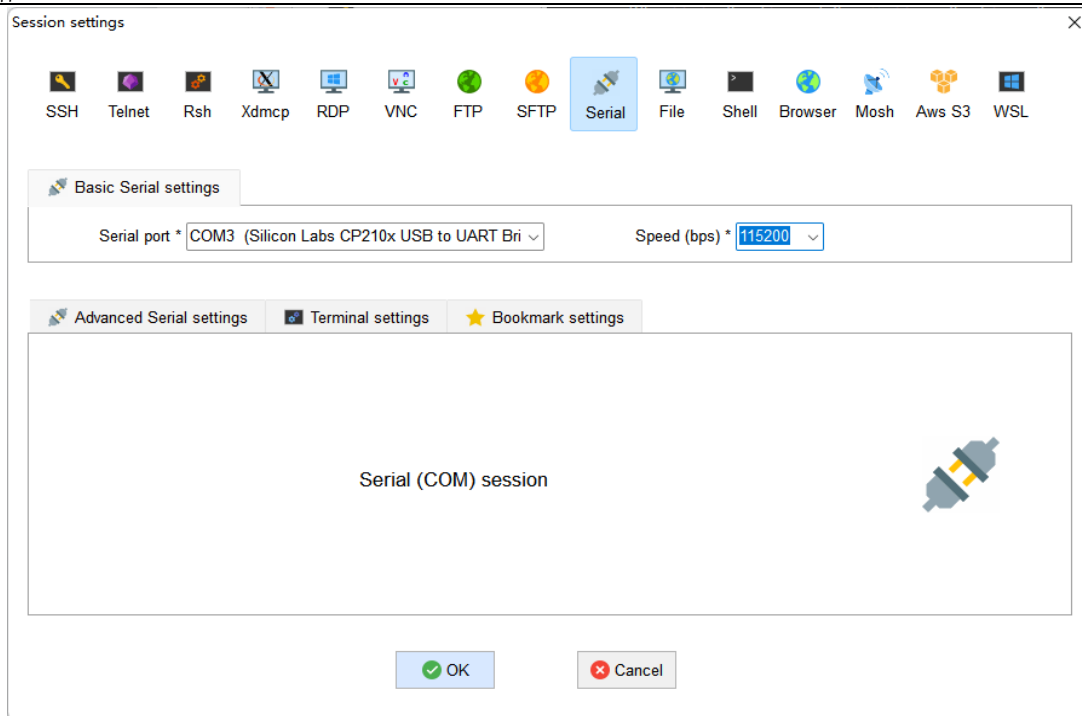 Session settings
SSH Telnet Rsh Xdmcp RDP VNC FTP SFTP Serial File Shell Browser Mosh Aws S3 WSL
Basic Serial settings
Serial port * COM3 (Silicon Labs CP210x USB to UART Bri Speed (bps) * 115200
Advanced Serial settings Terminal settings Bookmark settings
Serial (COM) session
OK Cancel